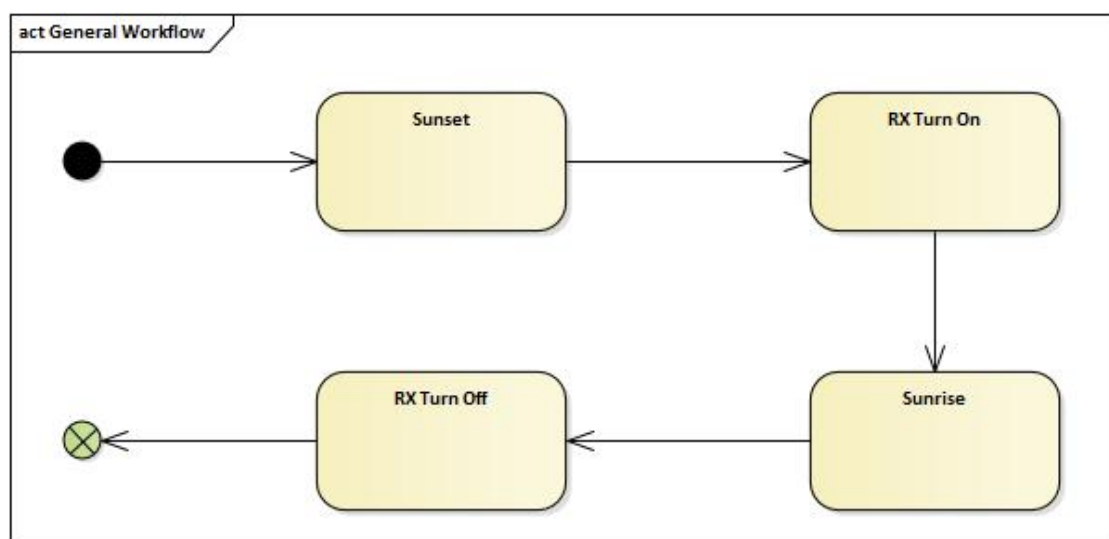 act General Workflow
Sunset
RX Turn On
RX Turn Off
Sunrise